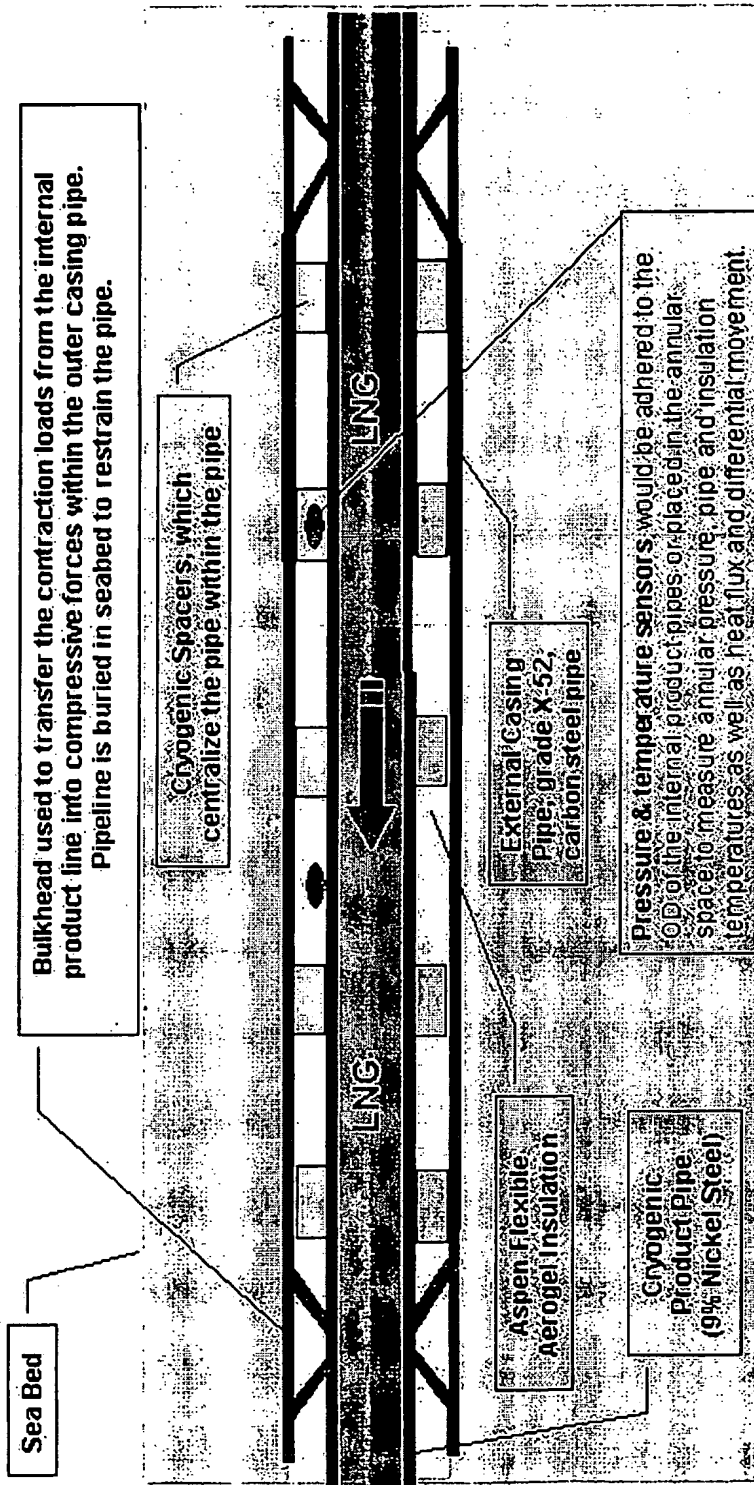 Sea Bed
Bulkhead used to transfer the contraction loads from the internal
product line into compressive forces within the outer casing pipe.
Pipeline is buried in seabed to restrain the pipe.
Cryogenic Spacers, which
centralize the pipe within the pipe
LNG
LNG
Aspen Flexible
Aerogel Insulation
External Casing
Pipe, grade X-52,
carbon steel pipe
Cryogenic
Product Pipe
(9% Nickel Steel)
Pressure & temperature sensors would be adhered to the
OD of the internal product pipes or placed in the annular
space to measure annular pressure, pipe and insulation
temperatures as well as heat flux and differential movement.